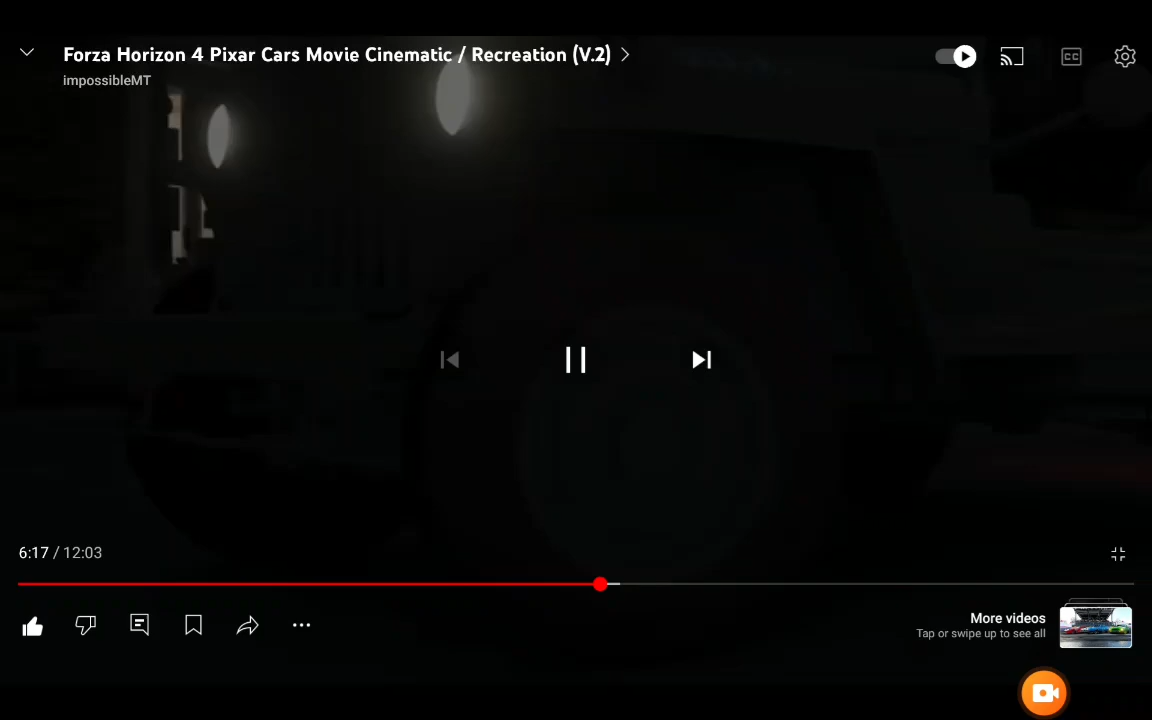 Forza Horizon 4 Pixar Cars Movie Cinematic / Recreation (V.2)
impossibleMT
CC
6:17 / 12:03
More videos
Tap or swipe up to see all